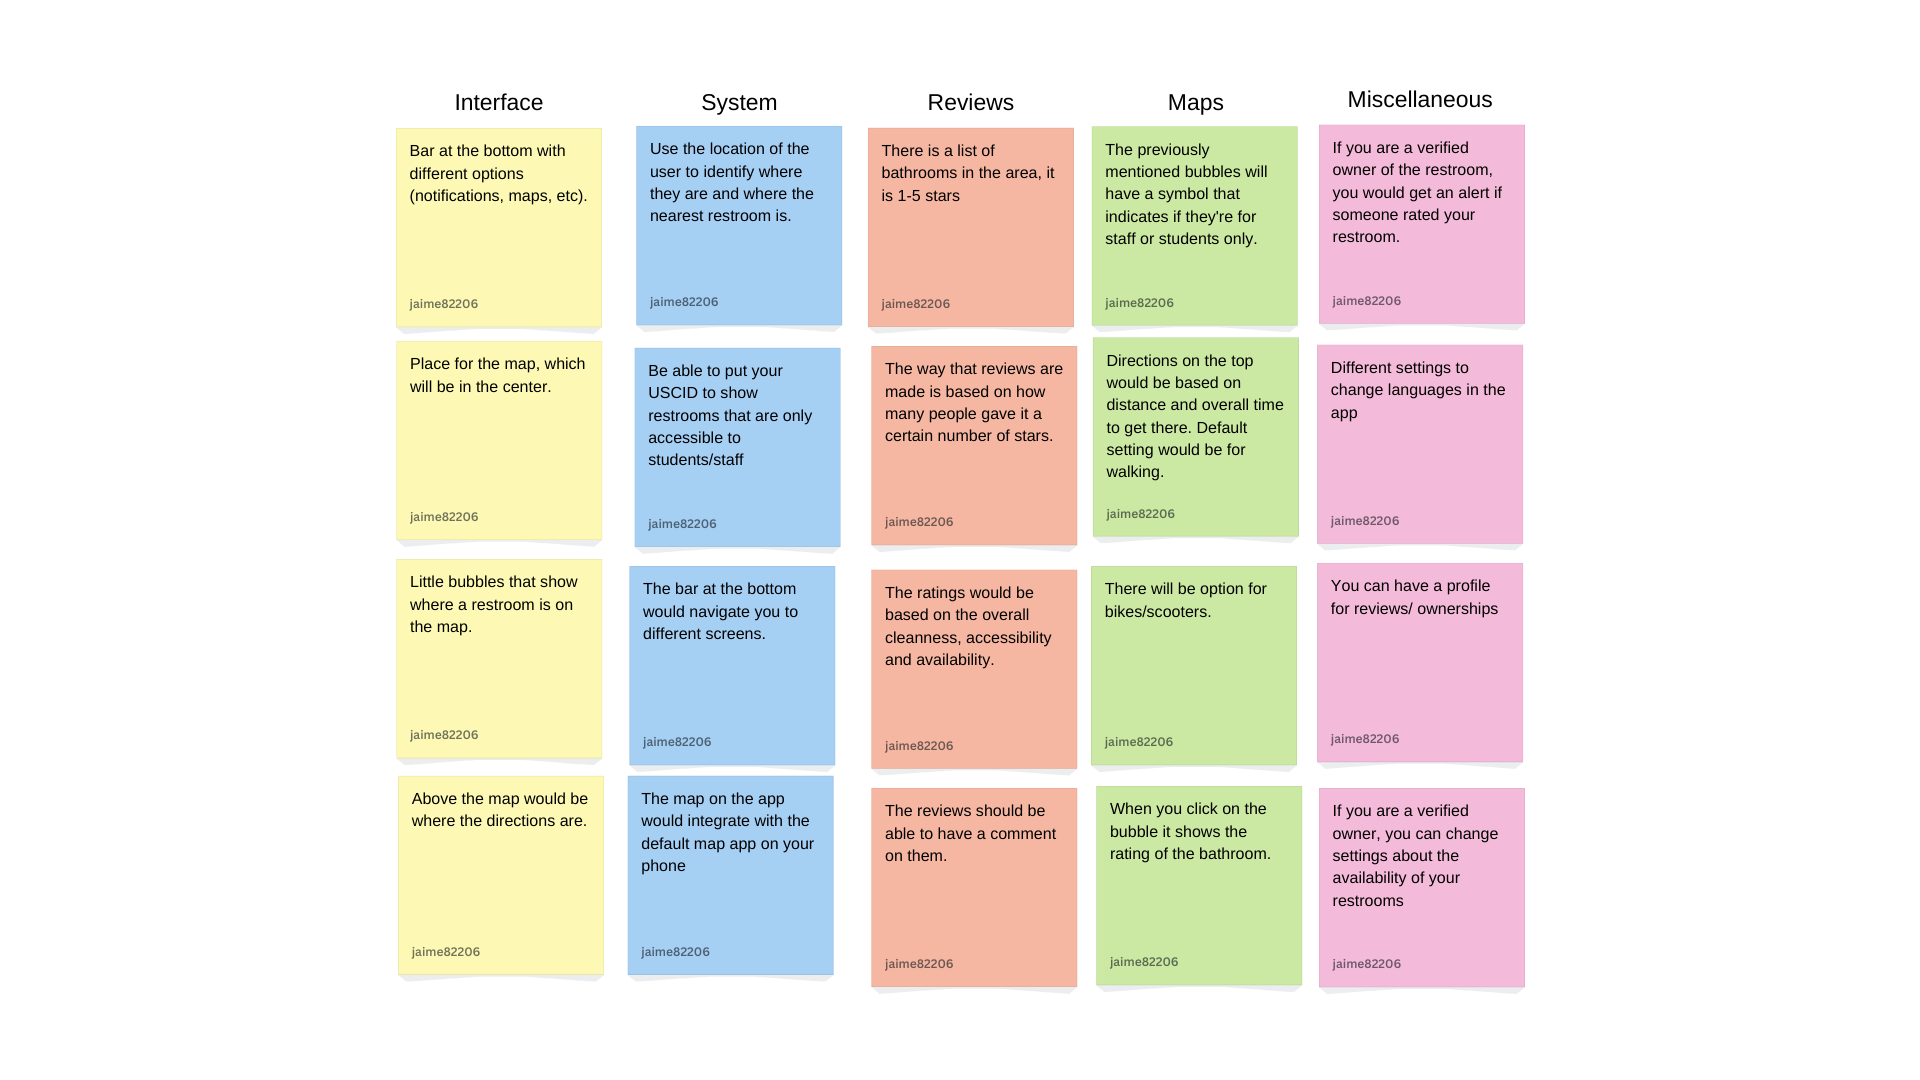 Interface
Bar at the bottom with
different options
(notifications, maps, etc).
jaime82206
Place for the map, which
will be in the center.
jaime82206
Little bubbles that show
where a restroom is on
the map.
jaime82206
Above the map would be
where the directions are.
jaime82206
System
Use the location of the
user to identify where
they are and where the
nearest restroom is.
jaime82206
Be able to put your
USCID to show
restrooms that are only
accessible to
students/staff
jaime82206
The bar at the bottom
would navigate you to
different screens.
jaime82206
The map on the app
would integrate with the
default map app on your
phone
jaime82206
Reviews
There is a list of
bathrooms in the area, it
is 1-5 stars
jaime82206
The way that reviews are
made is based on how
many people gave it a
certain number of stars.
jaime82206
The ratings would be
based on the overall
cleanness, accessibility
and availability.
jaime82206
The reviews should be
able to have a comment
on them.
jaime82206
Maps
The previously
mentioned bubbles will
have a symbol that
indicates if they're for
staff or students only.
jaime82206
Directions on the top
would be based on
distance and overall time
to get there. Default
setting would be for
walking.
jaime82206
There will be option for
bikes/scooters.
jaime82206
When you click on the
bubble it shows the
rating of the bathroom.
jaime82206
Miscellaneous
If you are a verified
owner of the restroom,
you would get an alert if
someone rated your
restroom.
jaime82206
Different settings to
change languages in the
app
jaime82206
You can have a profile
for reviews/ ownerships
jaime82206
If you are a verified
owner, you can change
settings about the
availability of your
restrooms
jaime82206